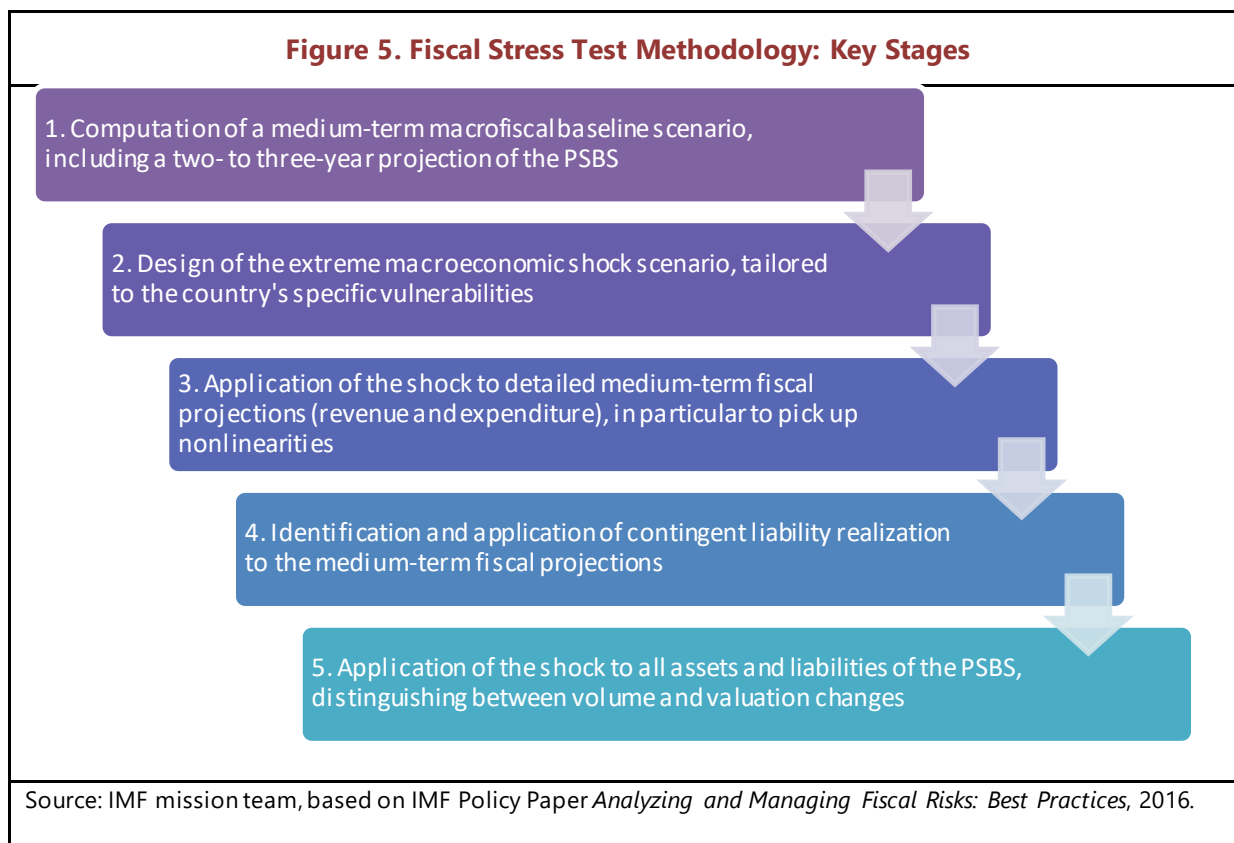 Figure 5. Fiscal Stress Test Methodology: Key Stages
1. Computation of a medium-term macrofiscal baseline scenario,
including a two- to three-year projection of the PSBS
2. Design of the extreme macroeconomic shock scenario, tailored
to the country's specific vulnerabilities
3. Application of the shock to detailed medium-term fiscal
projections (revenue and expenditure), in particular to pick up
nonlinearities
4. Identification and application of contingent liability realization
to the medium-term fiscal projections
5. Application of the shock to all assets and liabilities of the PSBS,
distinguishing between volume and valuation changes
Source: IMF mission team, based on IMF Policy Paper Analyzing and Managing Fiscal Risks: Best Practices, 2016.